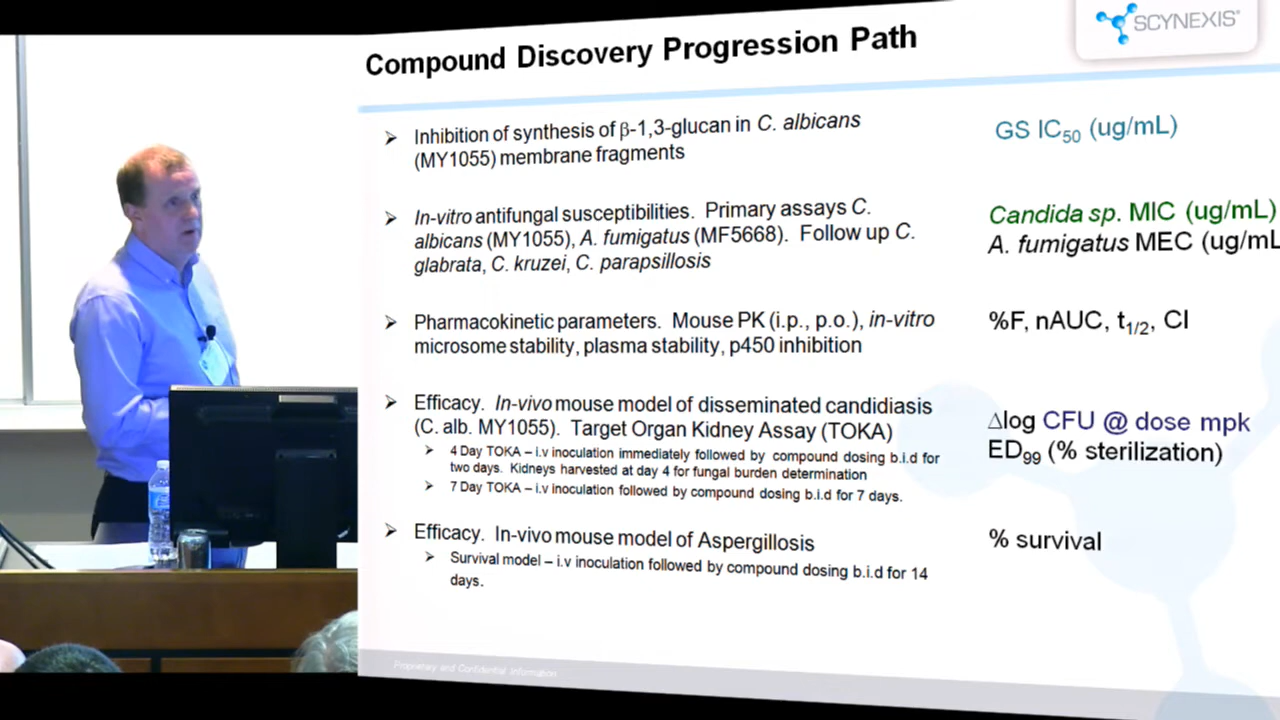 SCYNEXIS
Compound Discovery Progression Path
➢ Inhibition of synthesis of β-1,3-glucan in C. albicans
(MY1055) membrane fragments
GS IC50 (ug/mL)
➢ In-vitro antifungal susceptibilities. Primary assays C.
albicans (MY1055), A. fumigatus (MF5668). Follow up C.
glabrata, C. kruzei, C. parapsillosis
Candida sp. MIC (ug/mL)
A. fumigatus MEC (ug/mL
➢ Pharmacokinetic parameters. Mouse PK (i.p., p.o.), in-vitro
microsome stability, plasma stability, p450 inhibition
%F, nAUC, t1/2, Cl
➢ Efficacy. In-vivo mouse model of disseminated candidiasis
(C. alb. MY1055). Target Organ Kidney Assay (TOKA)
➢ 4 Day TOKA – i.v inoculation immediately followed by compound dosing b.i.d for
two days. Kidneys harvested at day 4 for fungal burden determination
➢ 7 Day TOKA – i.v inoculation followed by compound dosing b.i.d for 7 days.
Δlog CFU @ dose mpk
ED99 (% sterilization)
➢ Efficacy. In-vivo mouse model of Aspergillosis
➢ Survival model – i.v inoculation followed by compound dosing b.i.d for 14
days.
% survival
Proprietary and Confidential Information